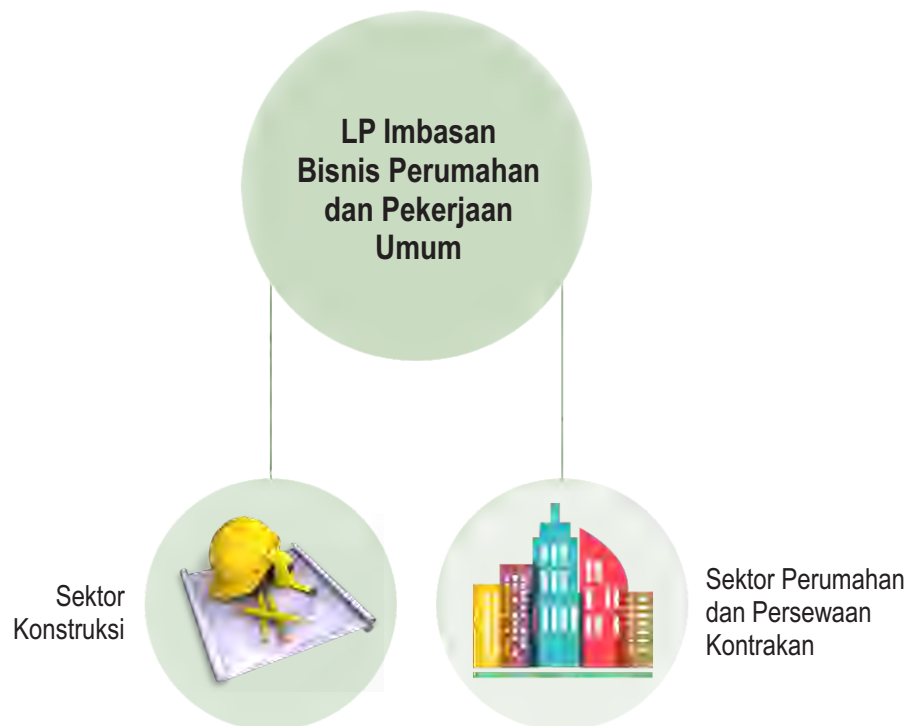 LP Imbasan
Bisnis Perumahan
dan Pekerjaan
Umum
Sektor
Konstruksi
Sektor Perumahan
dan Persewaan
Kontrakan